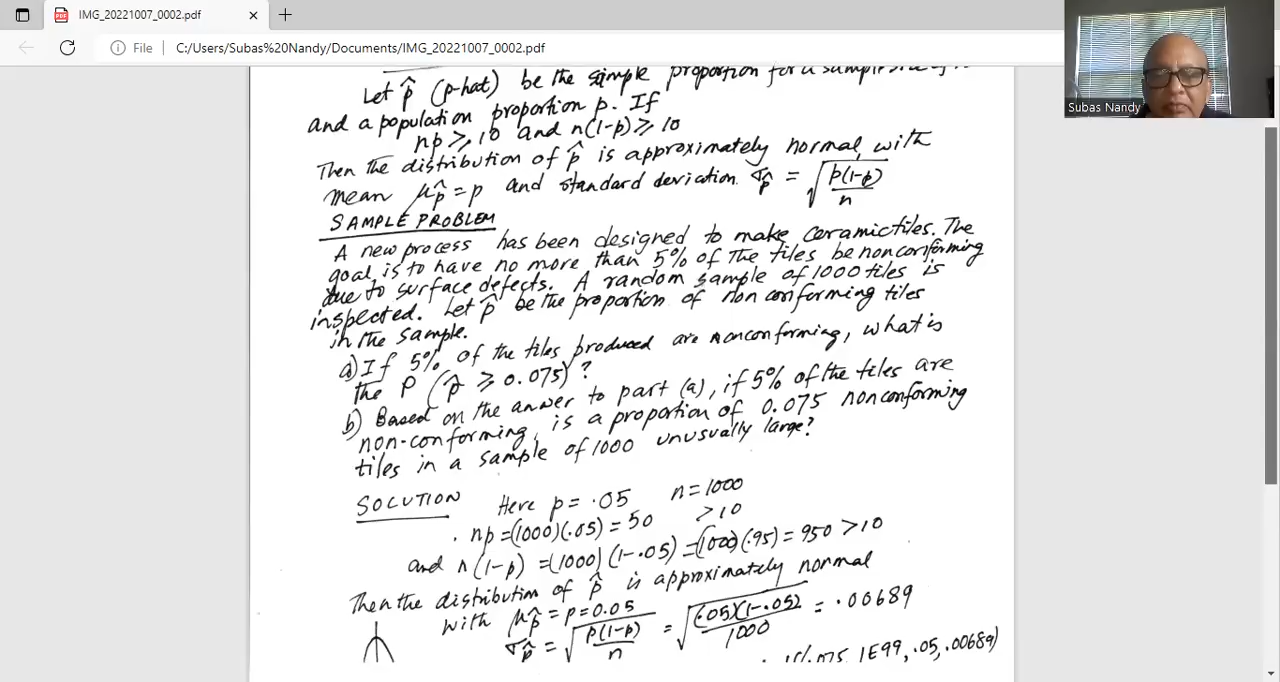 IMG_20221007_0002.pdf
File
C:/Users/Subas%20Nandy/Documents/IMG_20221007_0002.pdf
Subas Nandy
Let p̂ (p-hat) be the simple proportion for a sample size of
and a population proportion p. If
np ≥, 10 and n(1-p) ≥ 10
Then the distribution of p̂ is approximately normal, with
mean μp̂ = p and standard deviation. σp̂ = √(p(1-p)/n)
SAMPLE PROBLEM
A new process has been designed to make ceramic tiles. The
goal is to have no more than 5% of the tiles be nonconforming
due to surface defects. A random sample of 1000 tiles is
inspected. Let p̂ be the proportion of non conforming tiles
in the sample.
a) If 5% of the tiles produced are nonconforming, what is
the P (p̂ ≥ 0.075)?
b) Based on the answer to part (a), if 5% of the tiles are
non-conforming, is a proportion of 0.075 nonconforming
tiles in a sample of 1000 unusually large?
SOLUTION Here p = .05 n = 1000
. np = (1000)(.05) = 50 > 10
and n(1-p) = (1000)(1-.05) = (1000)(.95) = 950 > 10
Then the distribution of p̂ is approximately normal
with μp̂ = p = 0.05
σp̂ = √(p(1-p)/n) = √((.05)(1-.05)/1000) = .00689
(.075, 1E99, .05, .00689)